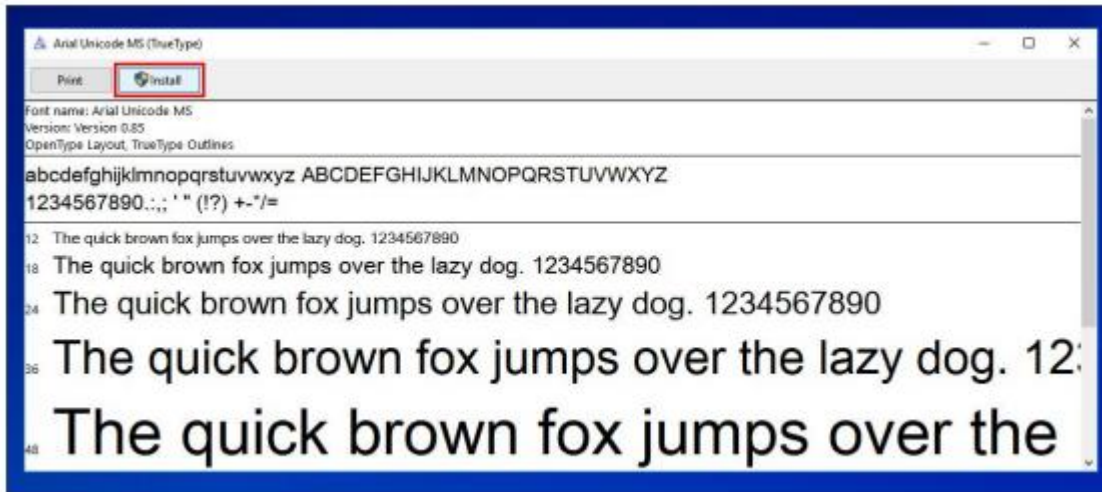 Arial Unicode MS (TrueType)
Print Install
Font name: Arial Unicode MS
Version: Version 0.85
OpenType Layout, TrueType Outlines
abcdefghijklmnopqrstuvwxyz ABCDEFGHIJKLMNOPQRSTUVWXYZ
1234567890.:,; ' " (!?) +-*/=
12 The quick brown fox jumps over the lazy dog. 1234567890
18 The quick brown fox jumps over the lazy dog. 1234567890
24 The quick brown fox jumps over the lazy dog. 1234567890
36 The quick brown fox jumps over the lazy dog. 12
48 The quick brown fox jumps over the